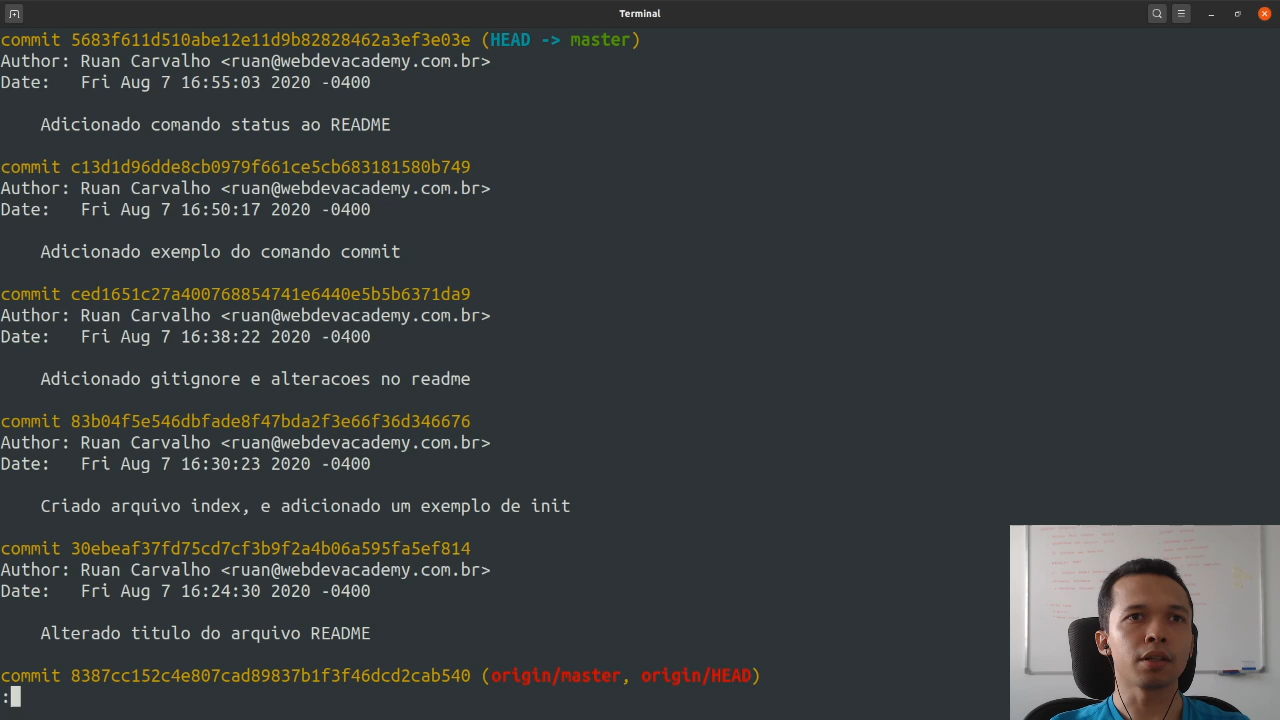 Terminal
commit 5683f611d510abe12e11d9b82828462a3ef3e03e (HEAD -> master)
Author: Ruan Carvalho <ruan@webdevacademy.com.br>
Date:   Fri Aug 7 16:55:03 2020 -0400
Adicionado comando status ao README
commit c13d1d96dde8cb0979f661ce5cb683181580b749
Author: Ruan Carvalho <ruan@webdevacademy.com.br>
Date:   Fri Aug 7 16:50:17 2020 -0400
Adicionado exemplo do comando commit
commit ced1651c27a400768854741e6440e5b5b6371da9
Author: Ruan Carvalho <ruan@webdevacademy.com.br>
Date:   Fri Aug 7 16:38:22 2020 -0400
Adicionado gitignore e alteracoes no readme
commit 83b04f5e546dbfade8f47bda2f3e66f36d346676
Author: Ruan Carvalho <ruan@webdevacademy.com.br>
Date:   Fri Aug 7 16:30:23 2020 -0400
Criado arquivo index, e adicionado um exemplo de init
commit 30ebeaf37fd75cd7cf3b9f2a4b06a595fa5ef814
Author: Ruan Carvalho <ruan@webdevacademy.com.br>
Date:   Fri Aug 7 16:24:30 2020 -0400
Alterado titulo do arquivo README
commit 8387cc152c4e807cad89837b1f3f46dcd2cab540 (origin/master, origin/HEAD)
: